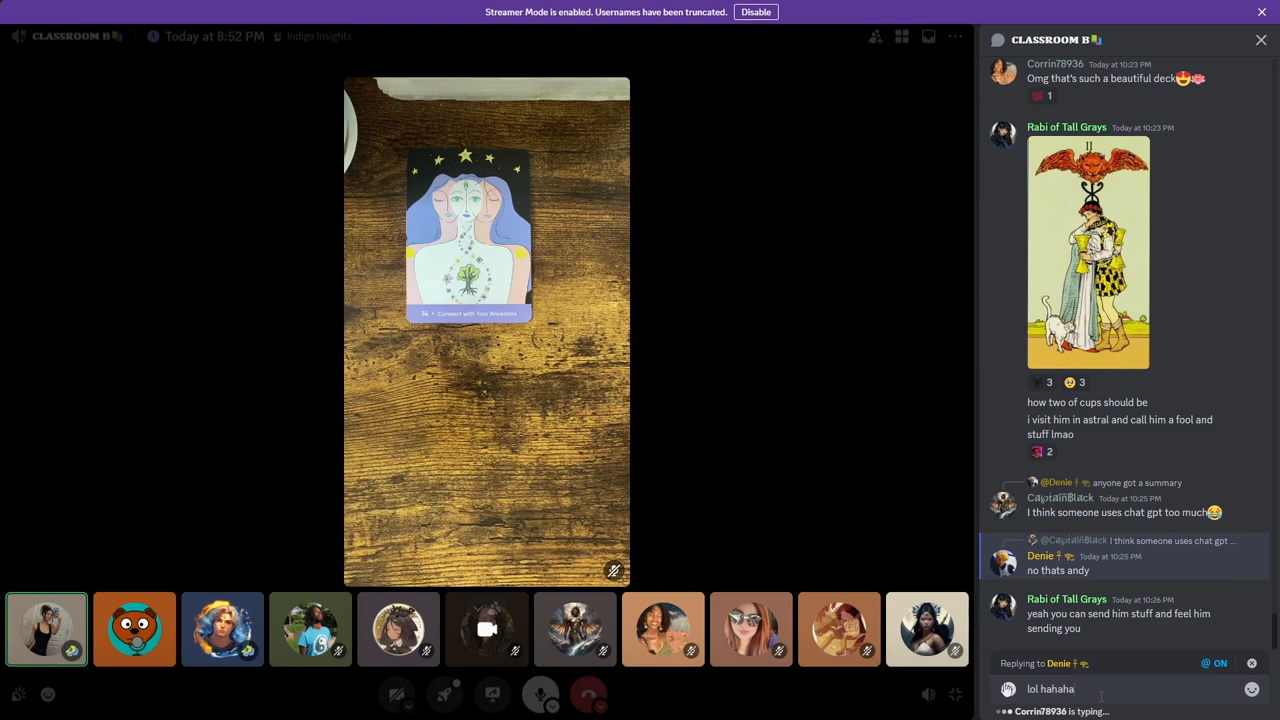 Streamer Mode is enabled. Usernames have been truncated. Disable
CLASSROOM B Today at 8:52 PM Indigo Insights
CLASSROOM B
Corrin78936 Today at 10:23 PM
Omg that's such a beautiful deck😍💐
1
Rabi of Tall Grays Today at 10:23 PM
II
3 🥹 3
how two of cups should be
i visit him in astral and call him a fool and
stuff lmao
2
@Denie anyone got a summary
CaptainBlack Today at 10:25 PM
I think someone uses chat gpt too much😂
@CaptainBlack I think someone uses chat gpt ...
Denie Today at 10:25 PM
no thats andy
Rabi of Tall Grays Today at 10:26 PM
yeah you can send him stuff and feel him
sending you
Replying to Denie @ ON
lol hahaha
Corrin78936 is typing...
14 • Connect with Your Ancestors